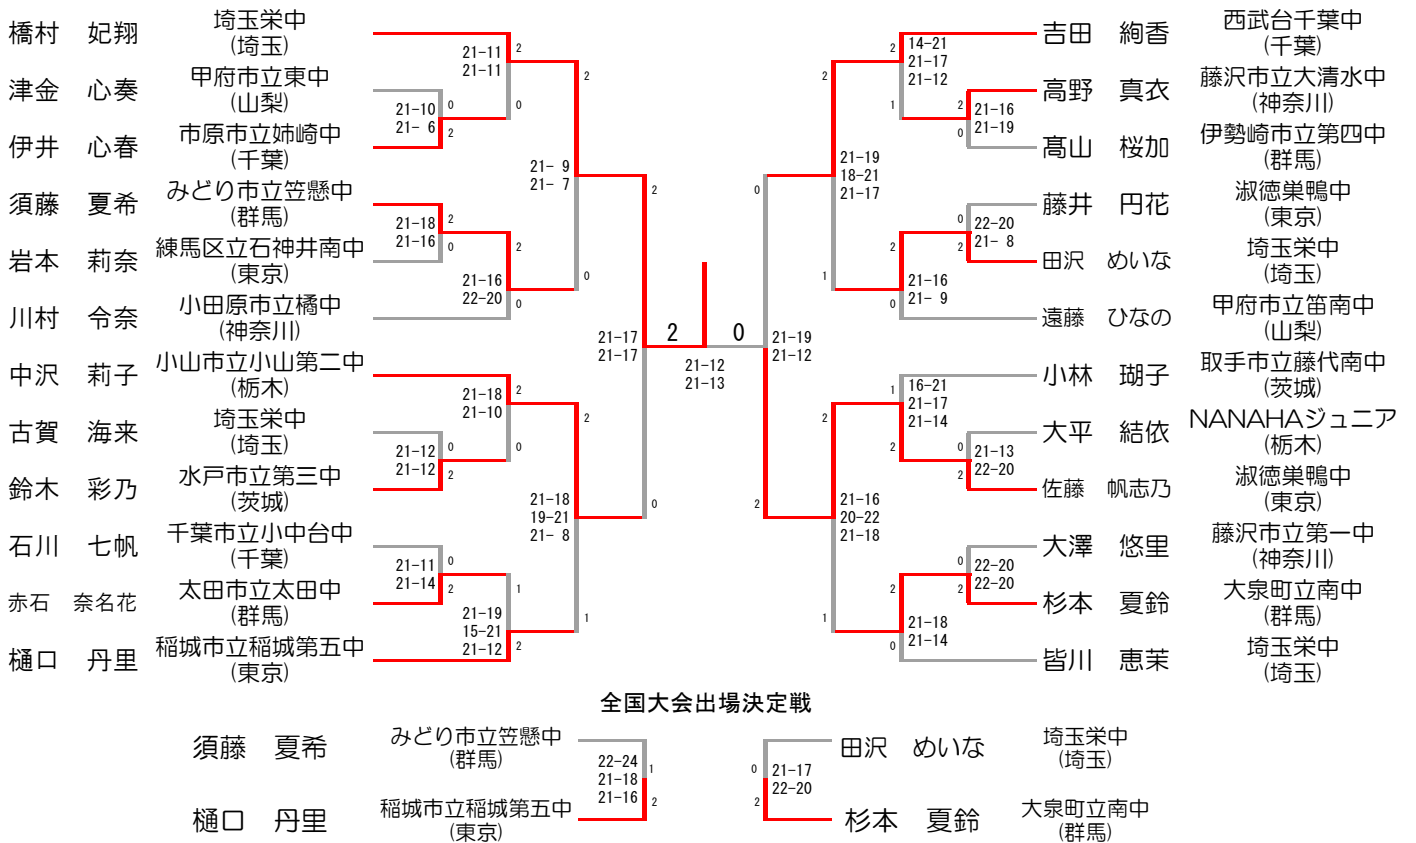 橋村　妃翔 埼玉栄中
(埼玉)
津金　心奏 甲府市立東中
(山梨)
伊井　心春 市原市立姉崎中
(千葉)
須藤　夏希 みどり市立笠懸中
(群馬)
岩本　莉奈 練馬区立石神井南中
(東京)
川村　令奈 小田原市立橘中
(神奈川)
中沢　莉子 小山市立小山第二中
(栃木)
古賀　海来 埼玉栄中
(埼玉)
鈴木　彩乃 水戸市立第三中
(茨城)
石川　七帆 千葉市立小中台中
(千葉)
赤石　奈名花 太田市立太田中
(群馬)
樋口　丹里 稲城市立稲城第五中
(東京)
21-11
21-11
2
0
21-10
21- 6
0
2
21-18
21-16
2
0
21-16
22-20
2
0
21- 9
21- 7
2
0
21-18
21-10
2
0
21-12
21-12
0
2
21-11
21-14
0
2
21-19
15-21
21-12
1
2
21-18
19-21
21- 8
2
1
21-17
21-17
2
0
2 0
21-12
21-13
21-19
21-12
0
2
21-19
18-21
21-17
2
1
14-21
21-17
21-12
2
1
21-16
21-19
2
0
22-20
21- 8
0
2
21-16
21- 9
2
0
21-16
20-22
21-18
2
1
16-21
21-17
21-14
1
2
21-13
22-20
0
2
22-20
22-20
0
2
21-18
21-14
2
0
吉田　絢香 西武台千葉中
(千葉)
高野　真衣 藤沢市立大清水中
(神奈川)
髙山　桜加 伊勢崎市立第四中
(群馬)
藤井　円花 淑徳巣鴨中
(東京)
田沢　めいな 埼玉栄中
(埼玉)
遠藤　ひなの 甲府市立笛南中
(山梨)
小林　瑚子 取手市立藤代南中
(茨城)
大平　結依 NANAHAジュニア
(栃木)
佐藤　帆志乃 淑徳巣鴨中
(東京)
大澤　悠里 藤沢市立第一中
(神奈川)
杉本　夏鈴 大泉町立南中
(群馬)
皆川　恵茉 埼玉栄中
(埼玉)
全国大会出場決定戦
須藤　夏希 みどり市立笠懸中
(群馬)
樋口　丹里 稲城市立稲城第五中
(東京)
22-24
21-18
21-16
1
2
0
2
21-17
22-20
田沢　めいな 埼玉栄中
(埼玉)
杉本　夏鈴 大泉町立南中
(群馬)